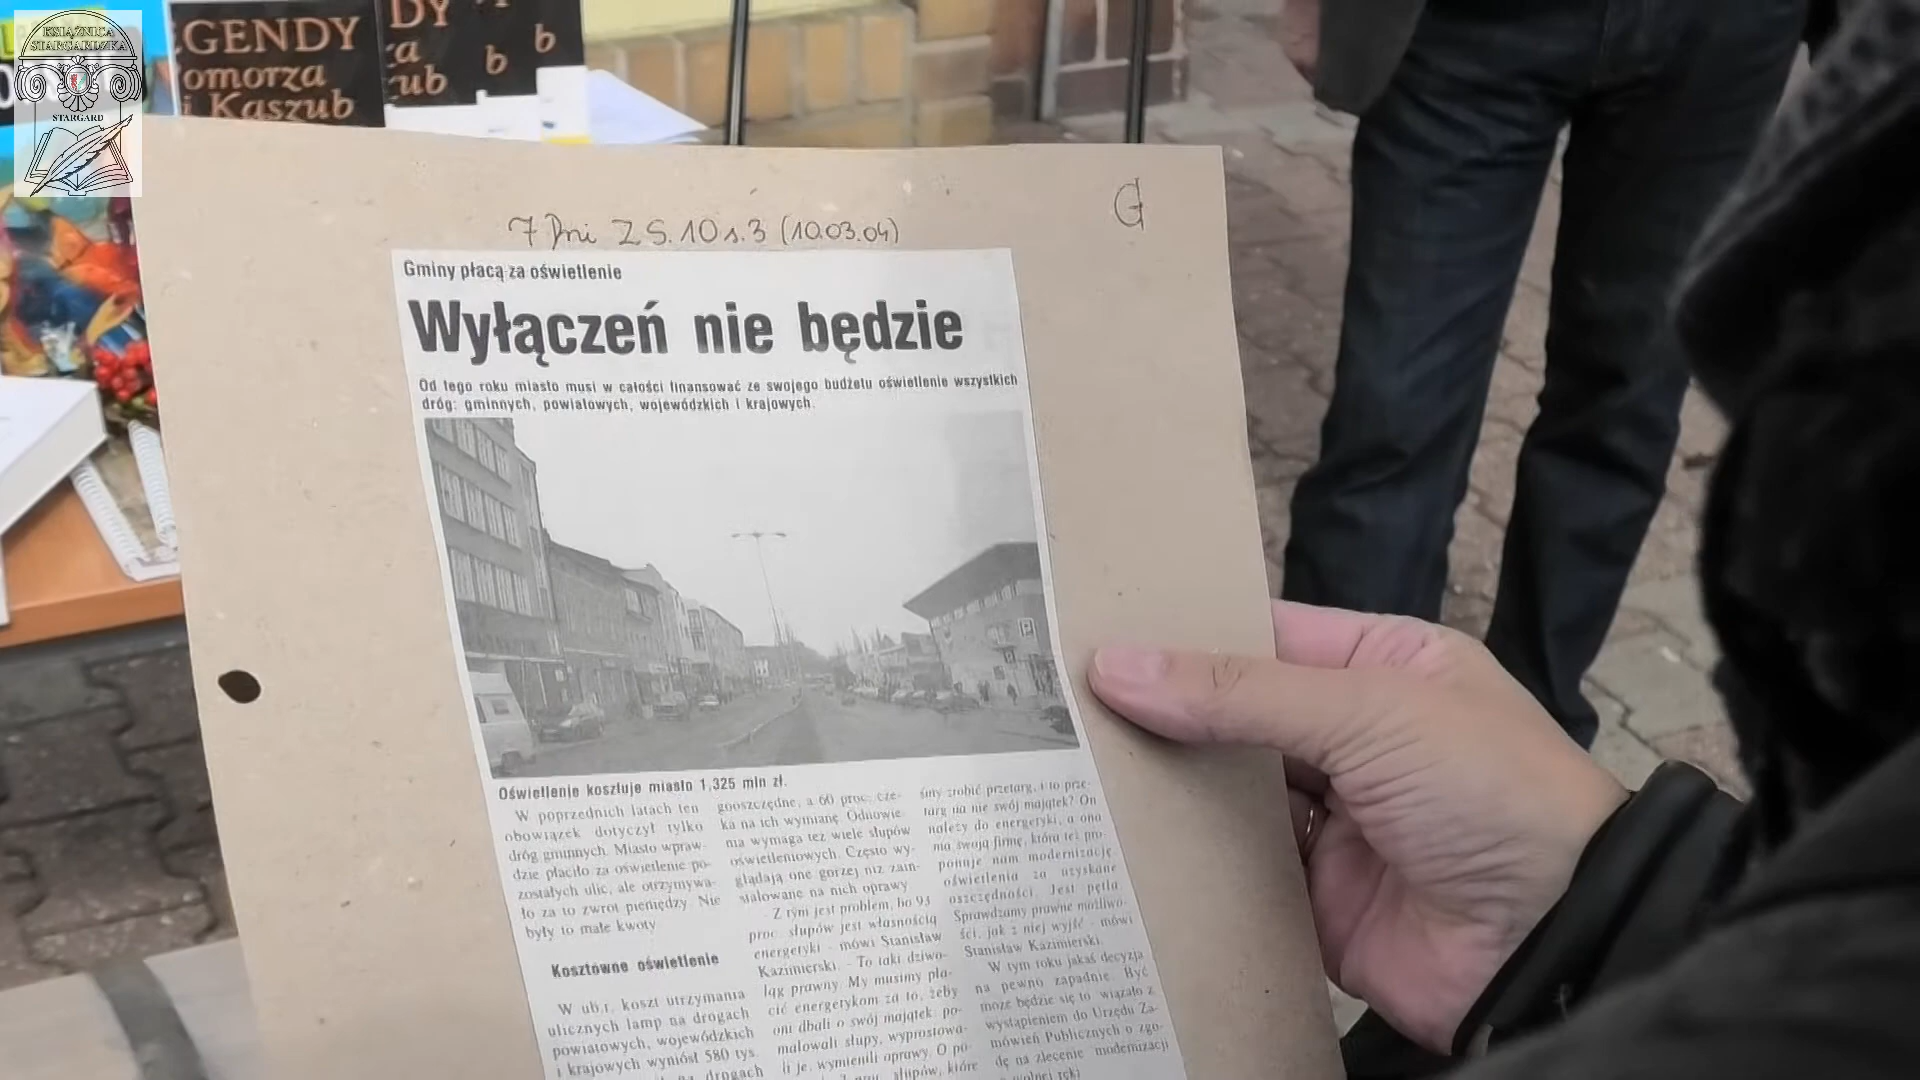 KSIĄŻNICA
STARGARDZKA
STARGARD
GENDY
omorza
i Kaszub
DY
b
b
7 Dni Z S. 10 s. 3 (10.03.04)
G
Gminy płacą za oświetlenie
Wyłączeń nie będzie
Od tego roku miasto musi w całości finansować ze swojego budżetu oświetlenie wszystkich
dróg: gminnych, powiatowych, wojewódzkich i krajowych.
P
Oświetlenie kosztuje miasto 1,325 mln zł.
W poprzednich latach ten
obowiązek dotyczył tylko
dróg gminnych. Miasto wpraw-
dzie płaciło za oświetlenie po-
zostałych ulic, ale otrzymywa-
ło za to zwrot pieniędzy. Nie
były to małe kwoty.
Kosztowne oświetlenie
W ub.r. koszt utrzymania
ulicznych lamp na drogach
powiatowych, wojewódzkich
i krajowych wyniósł 580 tys.
na drogach
gooszczędne, a 60 proc. cze-
ka na ich wymianę. Odnowie-
nia wymaga też wiele słupów
oświetleniowych. Często wy-
glądają one gorzej niż zain-
stalowane na nich oprawy.
- Z tym jest problem, bo 93
proc. słupów jest własnością
energetyki - mówi Stanisław
Kazimierski. - To taki dziwo-
ląg prawny. My musimy pła-
cić energetykom za to, żeby
oni dbali o swój majątek: po-
malowali słupy, wyprostowa-
li je, wymienili oprawy. O po-
słupów, które
śmy zrobić przetarg, i to prze-
targ na nie swój majątek? On
należy do energetyki, a ona
ma swoją firmę, która też pro-
ponuje nam modernizację
oświetlenia za uzyskane
oszczędności. Jest pętla.
Sprawdzamy prawne możliwo-
ści, jak z niej wyjść - mówi
Stanisław Kazimierski.
W tym roku jakaś decyzja
na pewno zapadnie. Być
może będzie się to wiązało z
wystąpieniem do Urzędu Za-
mówień Publicznych o zgo-
dę na zlecenie modernizacji
wolnej ręki